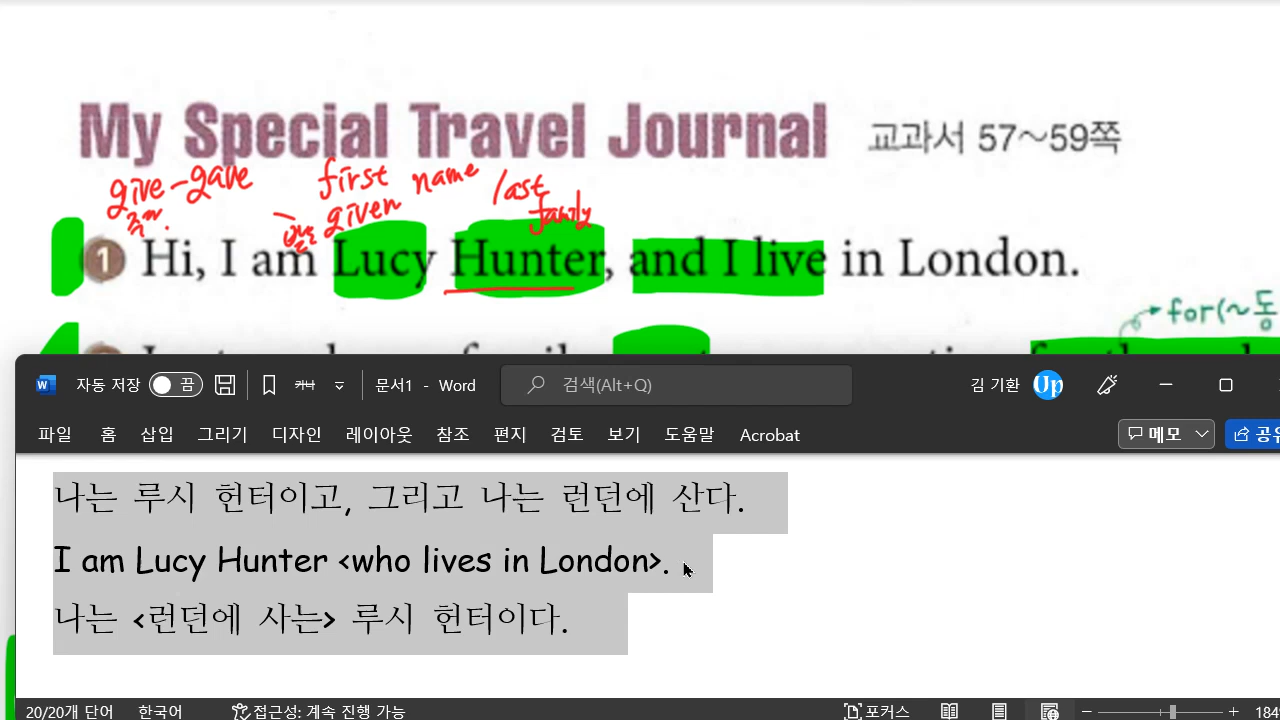 My Special Travel Journal 교과서 57~59쪽
give-gave first name last
given family
1 Hi, I am Lucy Hunter, and I live in London.
for(~동
자동 저장 끔 문서1 - Word 검색(Alt+Q) 김 기환 Up
파일 홈 삽입 그리기 디자인 레이아웃 참조 편지 검토 보기 도움말 Acrobat 메모 공유
나는 루시 헌터이고, 그리고 나는 런던에 산다.
I am Lucy Hunter <who lives in London>.
나는 <런던에 사는> 루시 헌터이다.
20/20개 단어 한국어 접근성: 계속 진행 가능 포커스 184%